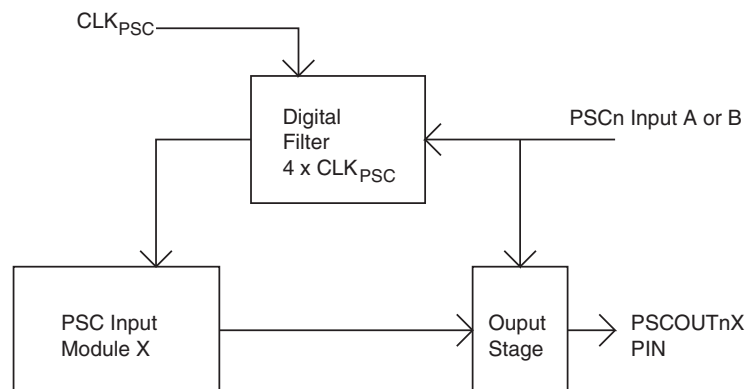 CLKPSC
Digital
Filter
4 x CLKPSC
PSCn Input A or B
PSC Input
Module X
Ouput
Stage
PSCOUTnX
PIN